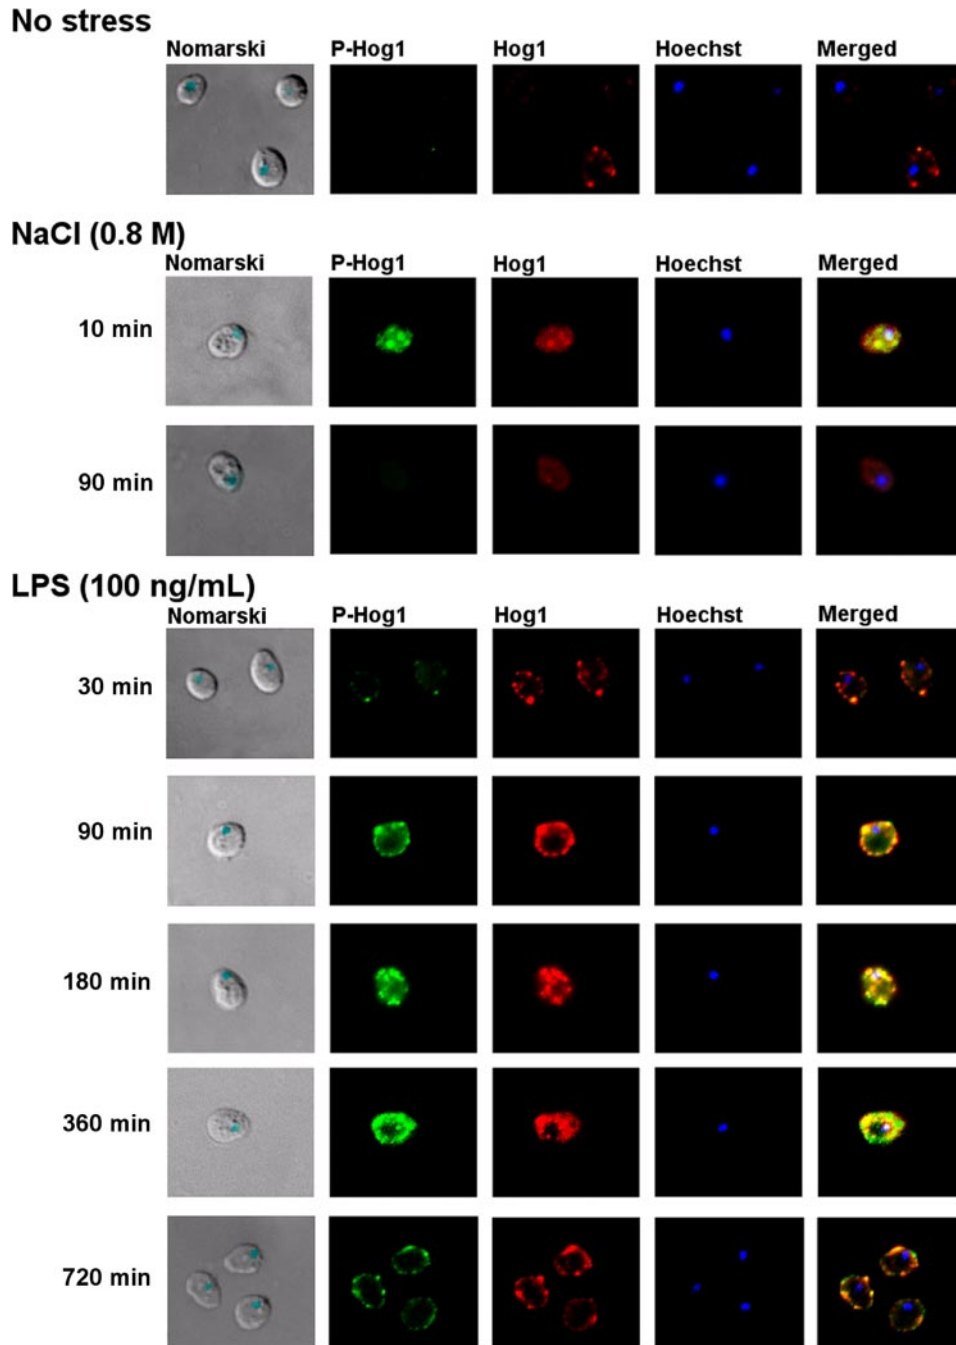 No stress
Nomarski P-Hog1 Hog1 Hoechst Merged
NaCl (0.8 M)
Nomarski P-Hog1 Hog1 Hoechst Merged
10 min
90 min
LPS (100 ng/mL)
Nomarski P-Hog1 Hog1 Hoechst Merged
30 min
90 min
180 min
360 min
720 min